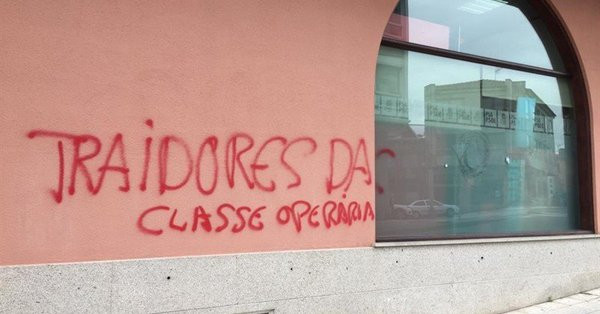 TRAIDORES DA
CLASSE OPERÁRIA